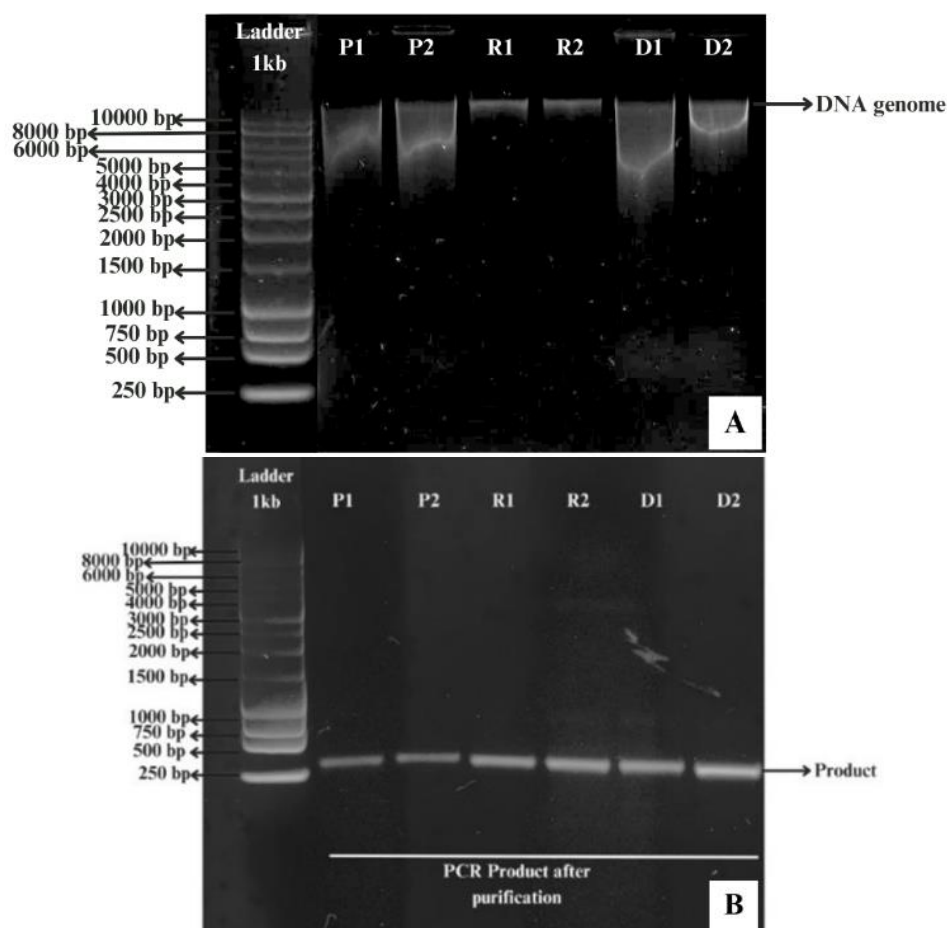 Ladder
1kb
P1 P2 R1 R2 D1 D2
DNA genome
10000 bp
8000 bp
6000 bp
5000 bp
4000 bp
3000 bp
2500 bp
2000 bp
1500 bp
1000 bp
750 bp
500 bp
250 bp
A
Ladder
1kb
P1 P2 R1 R2 D1 D2
10000 bp
8000 bp
6000 bp
5000 bp
4000 bp
3000 bp
2500 bp
2000 bp
1500 bp
1000 bp
750 bp
500 bp
250 bp
Product
PCR Product after
purification
B